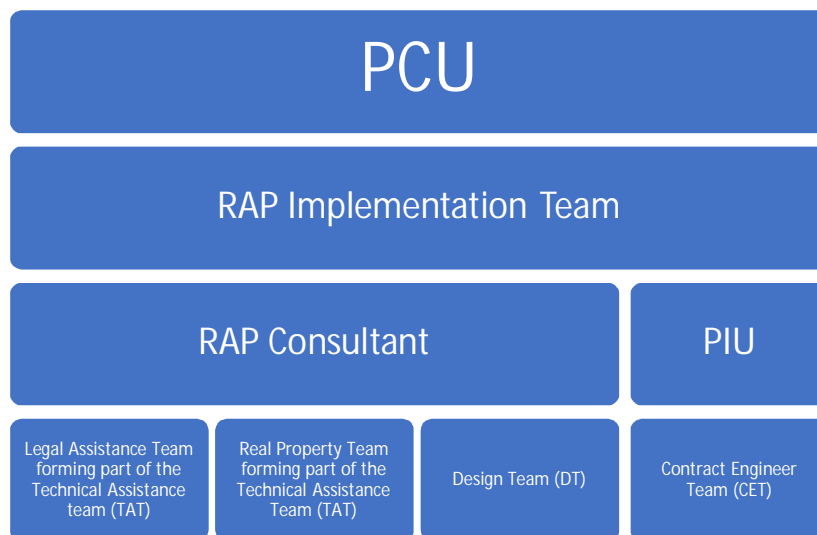 PCU
RAP Implementation Team
RAP Consultant
PIU
Legal Assistance Team
forming part of the
Technical Assistance
team (TAT)
Real Property Team
forming part of the
Technical Assistance
Team (TAT)
Design Team (DT)
Contract Engineer
Team (CET)